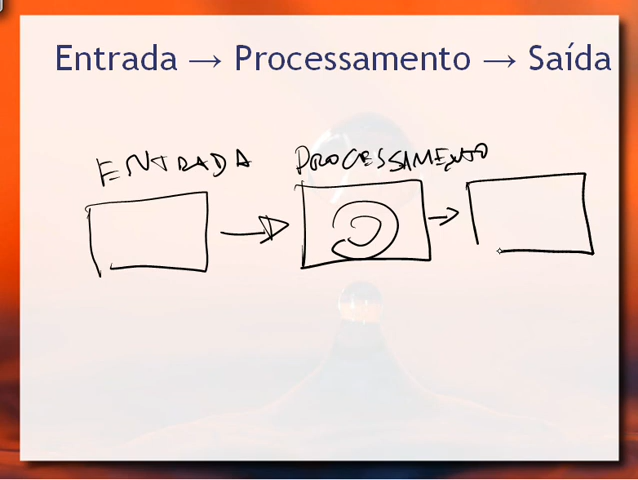 Entrada → Processamento → Saída
ENTRADA PROCESSAMENTO